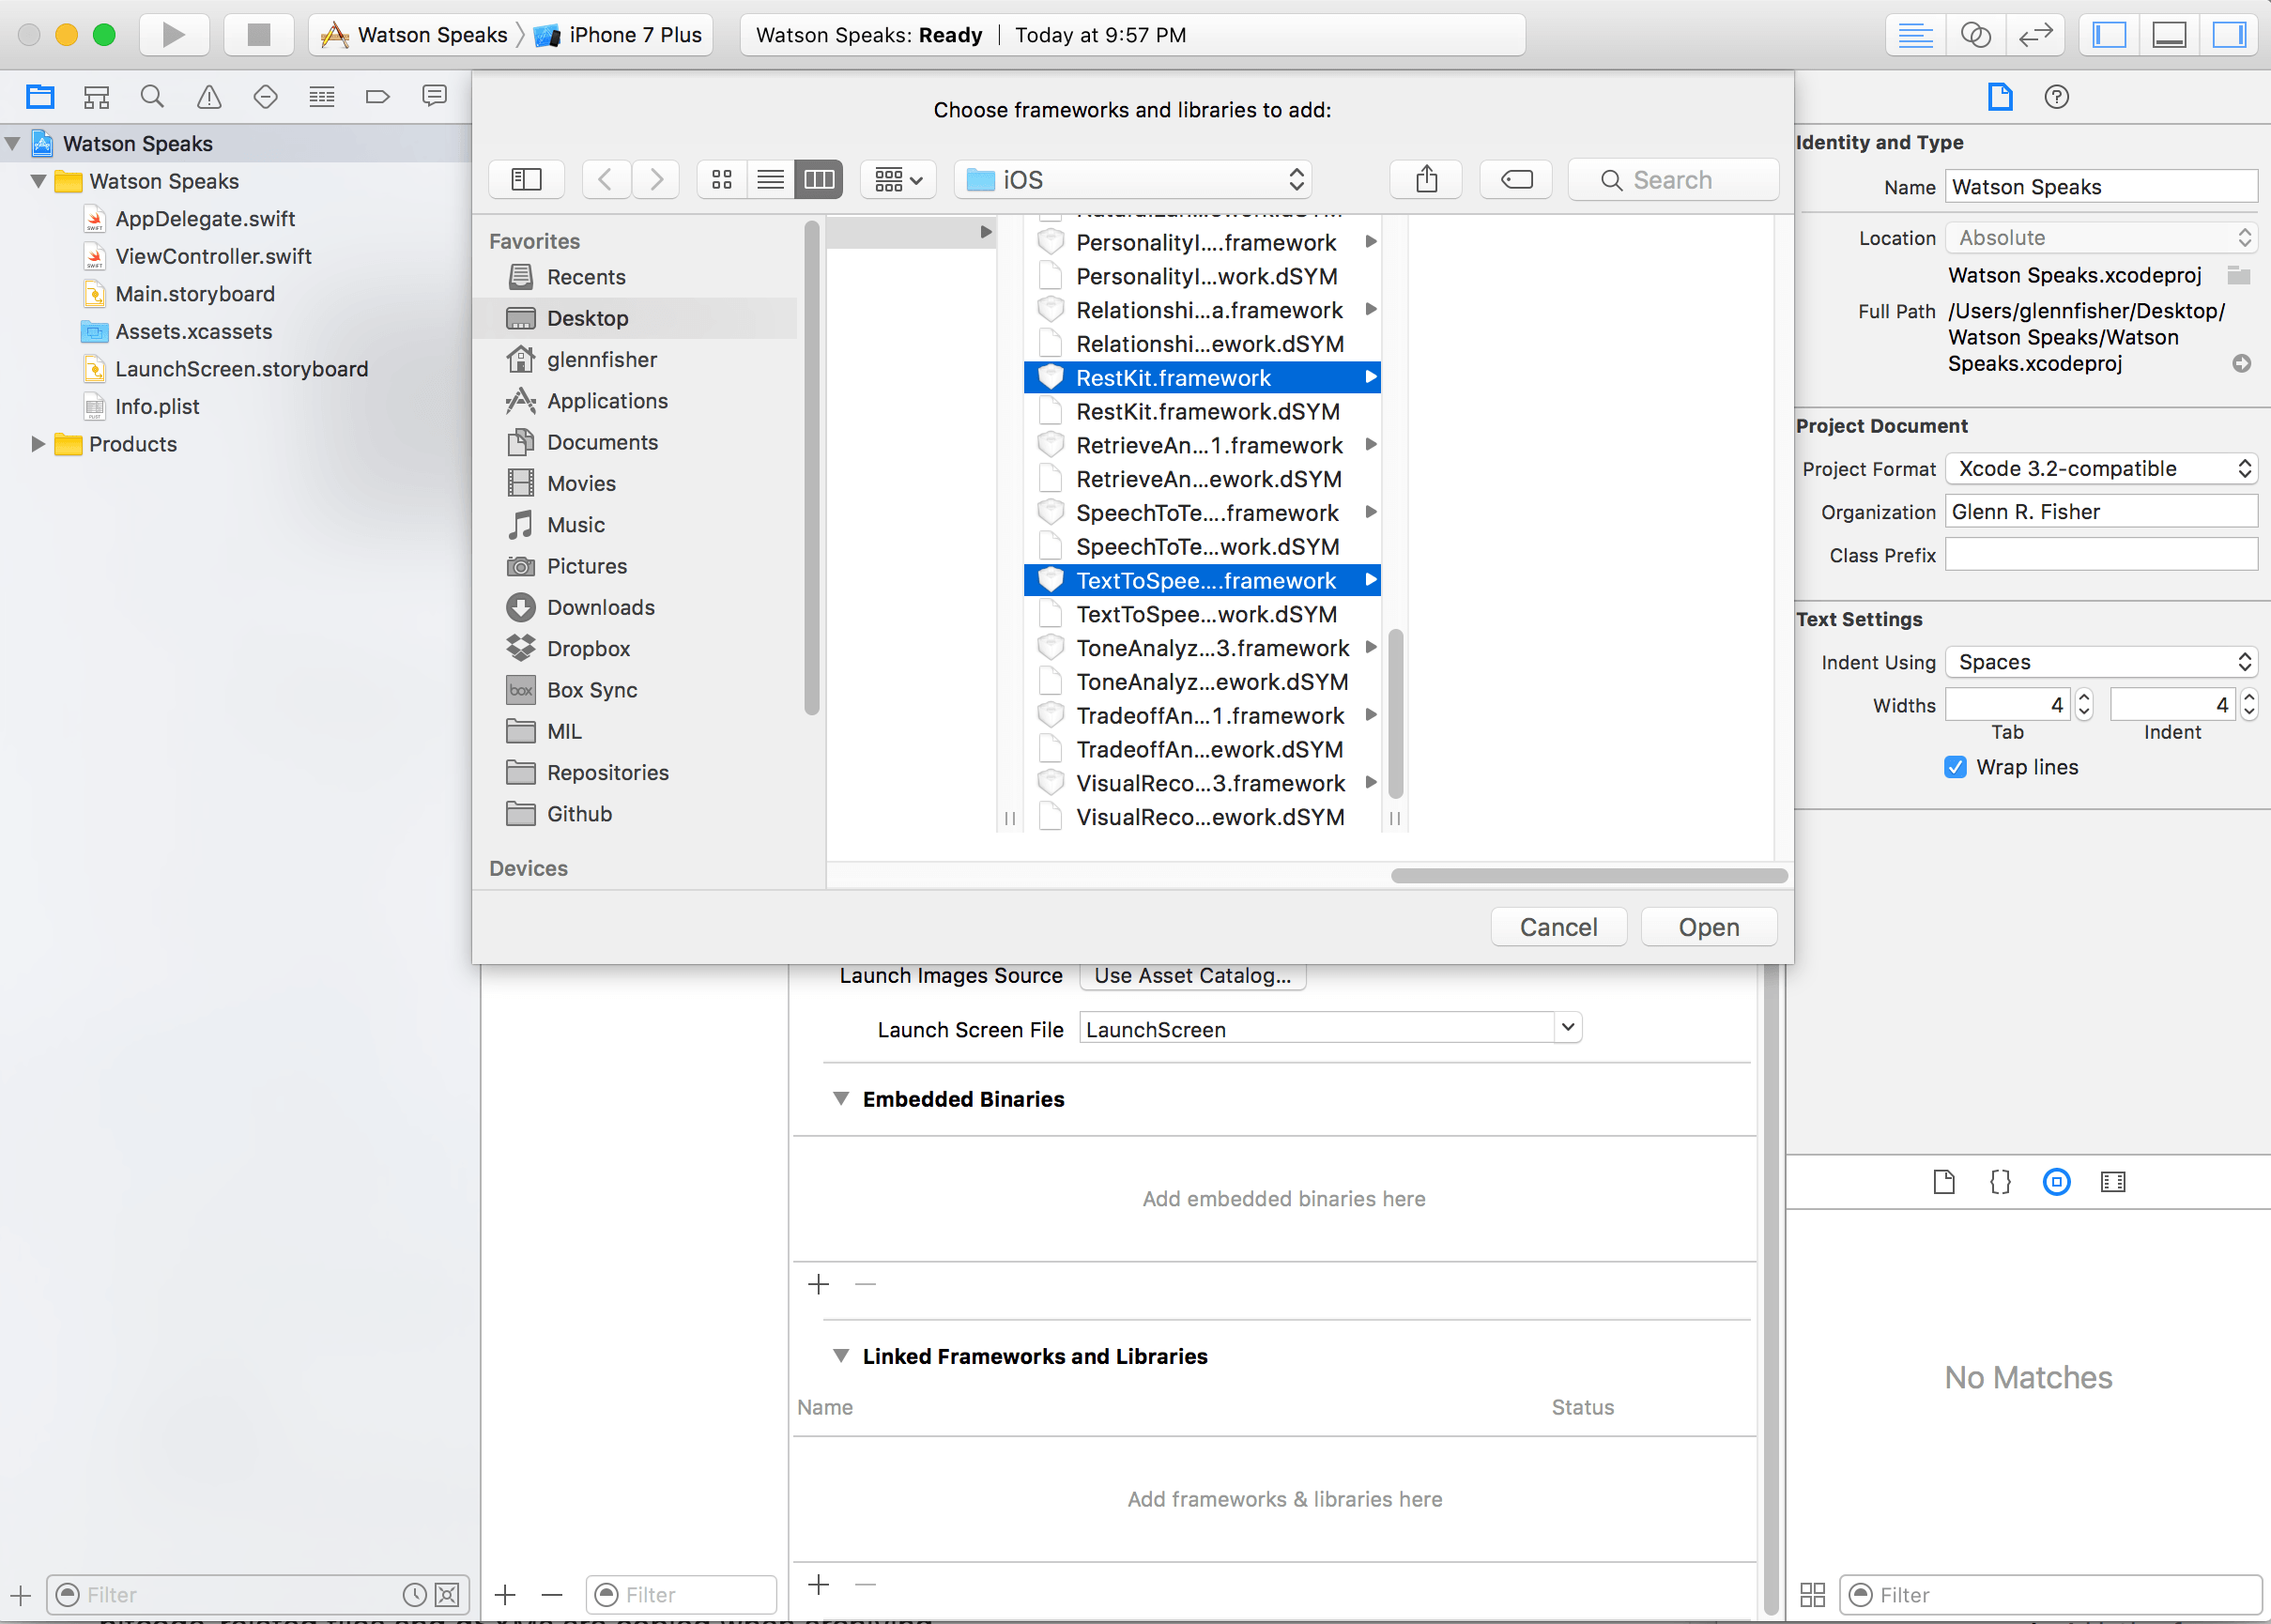 Watson Speaks
iPhone 7 Plus
Watson Speaks: Ready
Today at 9:57 PM
Watson Speaks
Watson Speaks
AppDelegate.swift
ViewController.swift
Main.storyboard
Assets.xcassets
LaunchScreen.storyboard
Info.plist
Products
Filter
Choose frameworks and libraries to add:
iOS
Search
Favorites
Recents
Desktop
glennfisher
Applications
Documents
Movies
Music
Pictures
Downloads
Dropbox
box
Box Sync
MIL
Repositories
Github
Devices
PersonalityI....framework
PersonalityI...work.dSYM
Relationshi...a.framework
Relationshi...ework.dSYM
RestKit.framework
RestKit.framework.dSYM
RetrieveAn...1.framework
RetrieveAn...ework.dSYM
SpeechToTe....framework
SpeechToTe...work.dSYM
TextToSpee....framework
TextToSpee...work.dSYM
ToneAnalyz...3.framework
ToneAnalyz...ework.dSYM
TradeoffAn...1.framework
TradeoffAn...ework.dSYM
VisualReco...3.framework
VisualReco...ework.dSYM
Cancel
Open
Launch Images Source
Use Asset Catalog...
Launch Screen File
LaunchScreen
Embedded Binaries
Add embedded binaries here
Linked Frameworks and Libraries
Name
Status
Add frameworks & libraries here
Filter
Identity and Type
Name
Watson Speaks
Location
Absolute
Watson Speaks.xcodeproj
Full Path
/Users/glennfisher/Desktop/
Watson Speaks/Watson
Speaks.xcodeproj
Project Document
Project Format
Xcode 3.2-compatible
Organization
Glenn R. Fisher
Class Prefix
Text Settings
Indent Using
Spaces
Widths
4
4
Tab
Indent
Wrap lines
No Matches
Filter